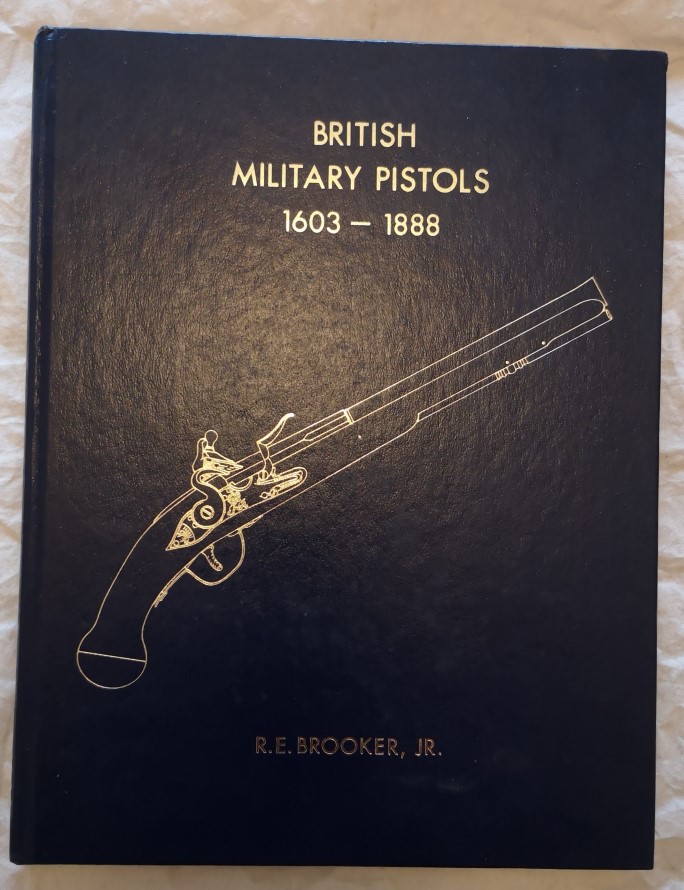 BRITISH
MILITARY PISTOLS
1603 – 1888
R.E. BROOKER, JR.